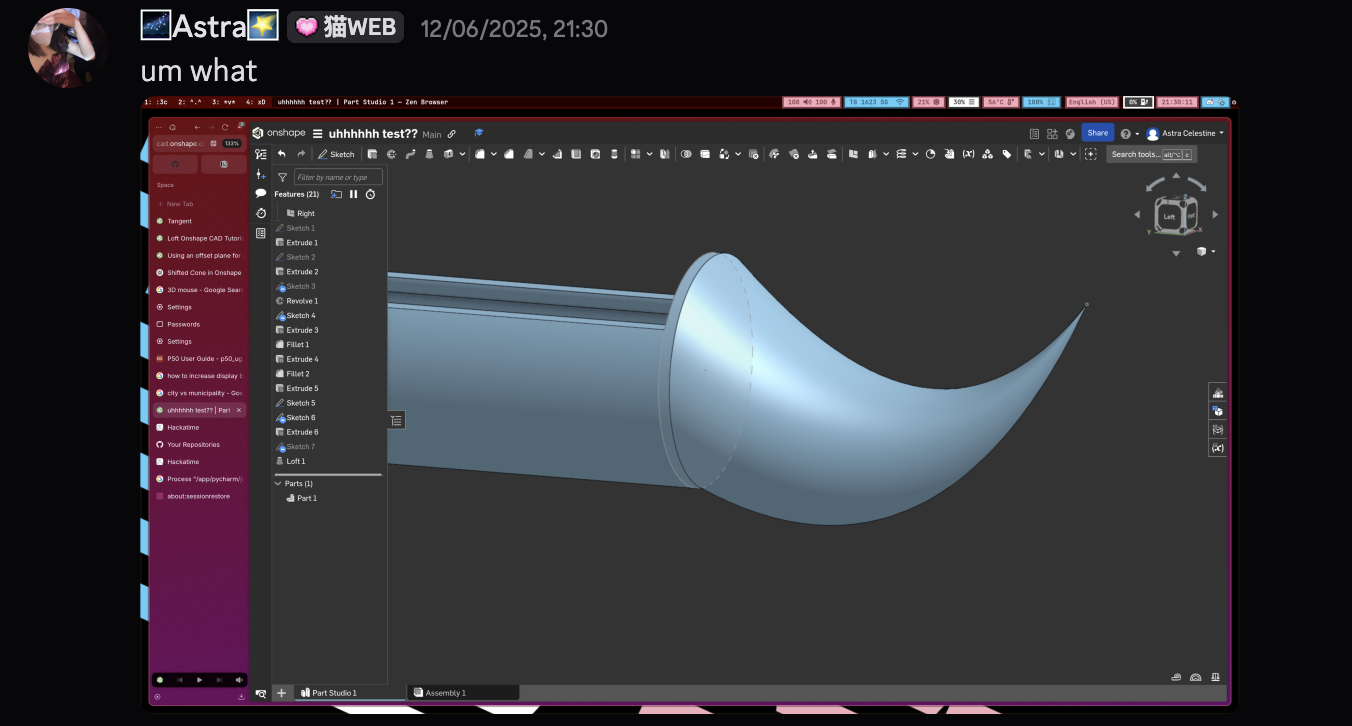 Astra 猫WEB 12/06/2025, 21:30
um what
1: :3c 2: ^.^ 3: *v* 4: xD uhhhhhh test?? | Part Studio 1 — Zen Browser 100 100 TB 1A23 5G 21% 30% 56°C 100% English (US) 0% 21:30:11
cad.onshape.c 133%
onshape uhhhhhh test?? Main Share Astra Celestine
Sketch Search tools... alt/⌥ c
Filter by name or type
Space
Features (21)
New Tab
Right
Tangent
Sketch 1
Loft Onshape CAD Tutori
Extrude 1
Using an offset plane for
Sketch 2
Shifted Cone in Onshape
Extrude 2
3D mouse - Google Sear
Sketch 3
Settings
Revolve 1
Passwords
Sketch 4
Settings
Extrude 3
P50 User Guide - p50_ug
Fillet 1
how to increase display s
Extrude 4
city vs municipality - Goo
Fillet 2
uhhhhhh test?? | Part
Extrude 5
Hackatime
Sketch 5
Your Repositories
Sketch 6
Hackatime
Extrude 6
Process "/app/pycharm/j
Sketch 7
about:sessionrestore
Loft 1
Parts (1)
Part 1
Left
Z
Y
X
(x)
Part Studio 1 Assembly 1